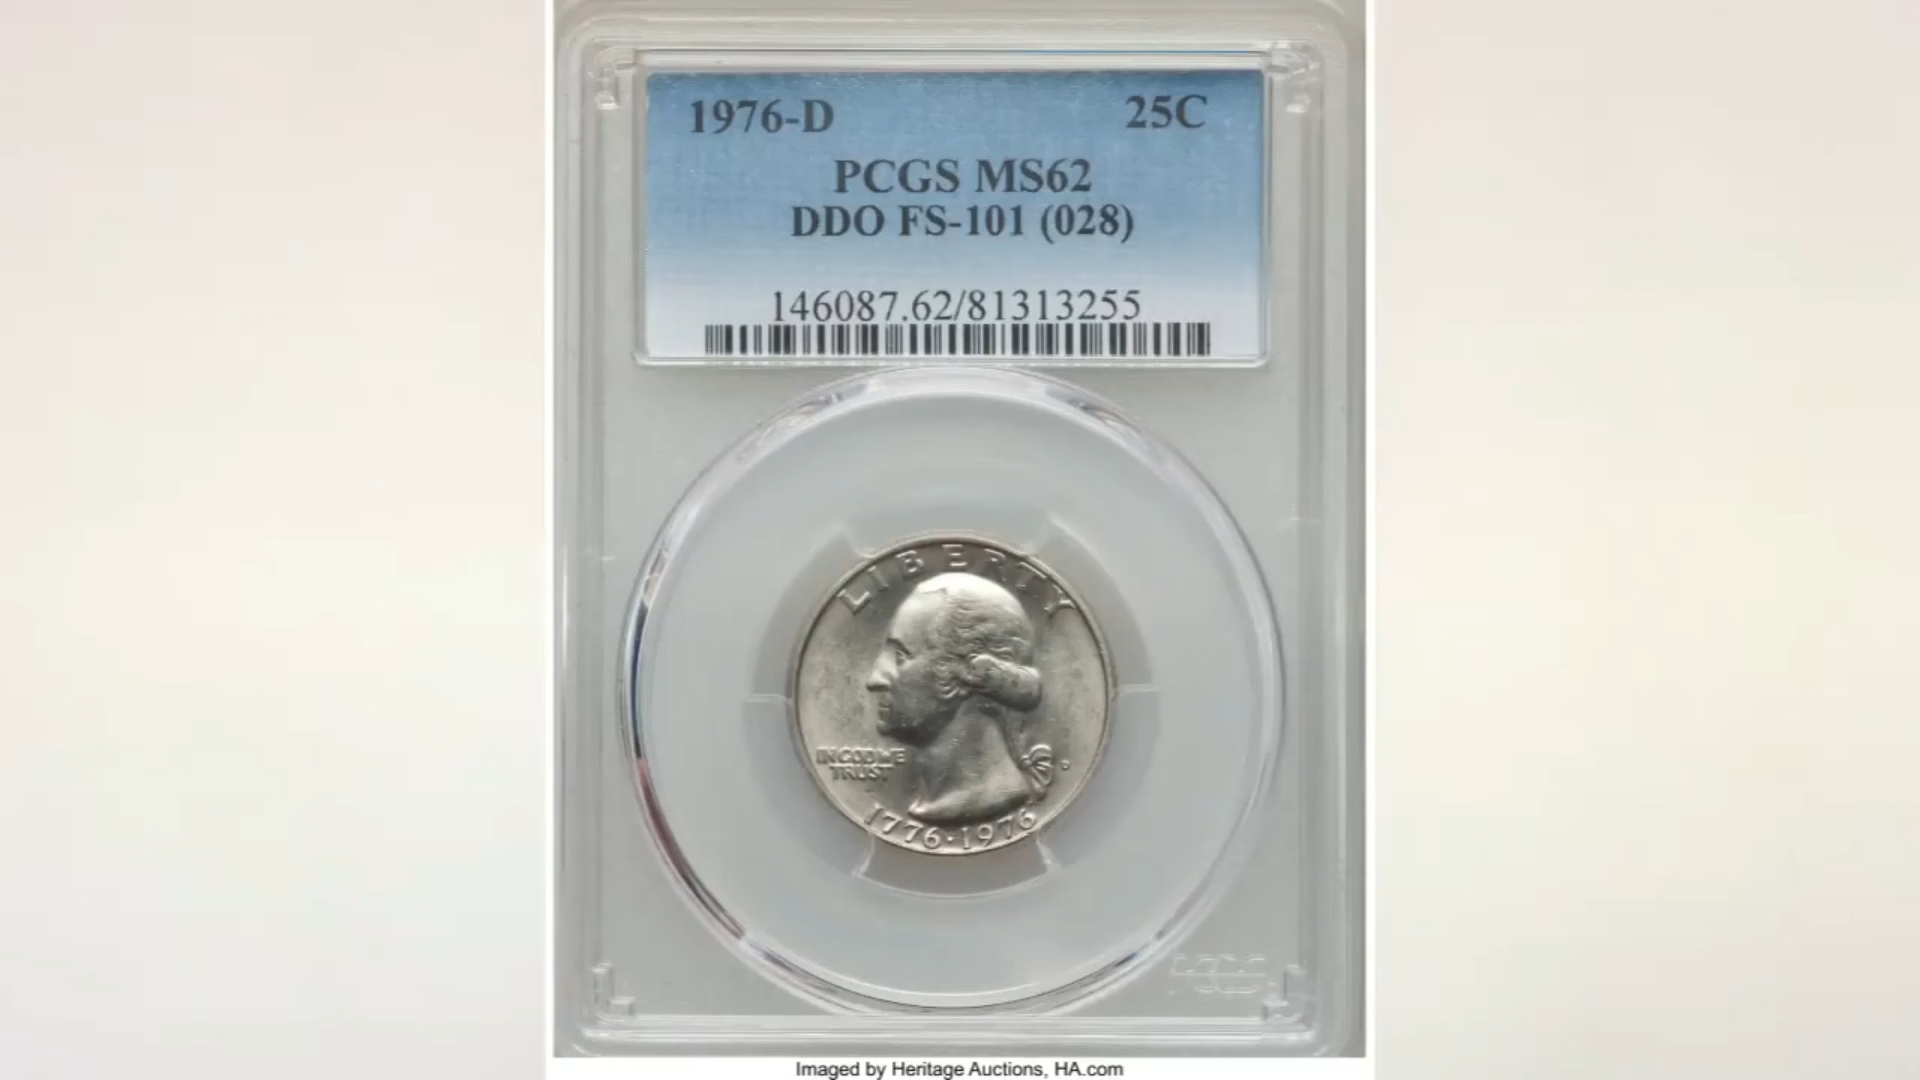 1976-D 25C
PCGS MS62
DDO FS-101 (028)
146087.62/81313255
LIBERTY
IN GOD WE
TRUST
D
1776·1976
PCGS
Imaged by Heritage Auctions, HA.com